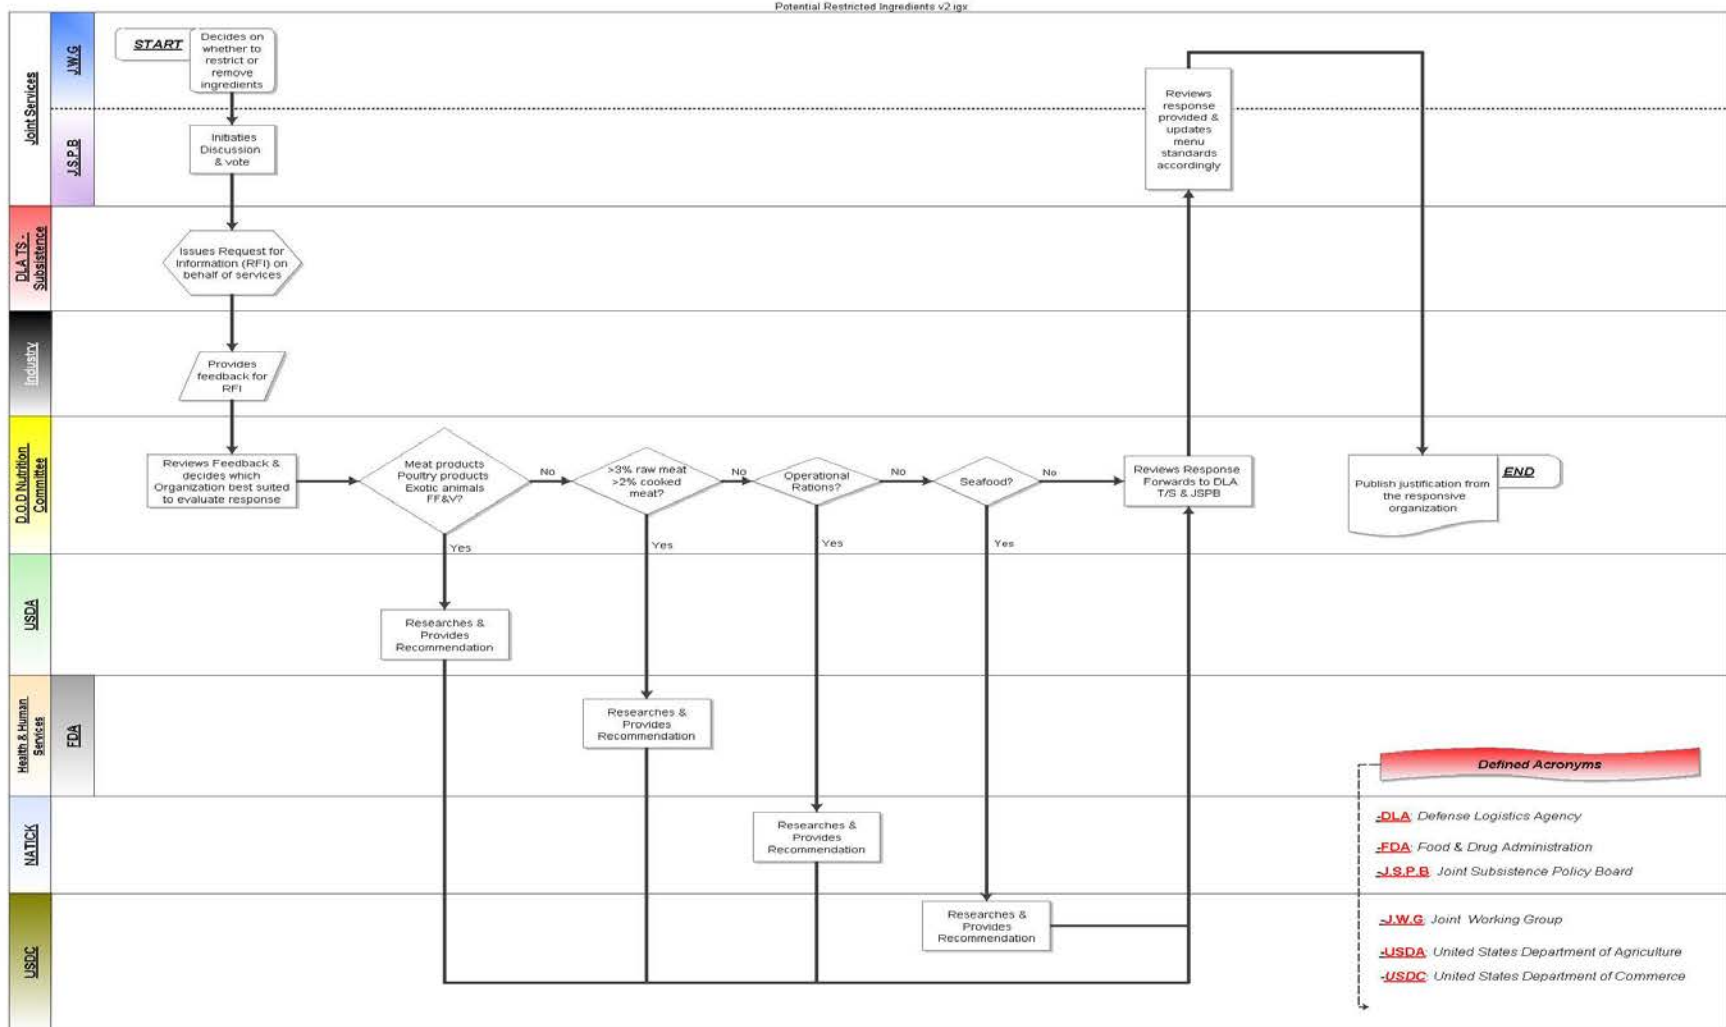 Potential Restricted Ingredients v2.igx
Joint Services
J.W.G
START
Decides on
whether to
restrict or
remove
ingredients
J.S.P.B
Initiaties
Discussion
& vote
Reviews
response
provided &
updates
menu
standards
accordingly
DLA TS -
Subsistence
Issues Request for
Information (RFI) on
behalf of services
Industry
Provides
feedback for
RFI
D.O.D Nutrition
Committee
Reviews Feedback &
decides which
Organization best suited
to evaluate response
Meat products
Poultry products
Exotic animals
FF&V?
No
Yes
>3% raw meat
>2% cooked
meat?
No
Yes
Operational
Rations?
No
Yes
Seafood?
No
Yes
Reviews Response
Forwards to DLA
T/S & JSPB
Publish justification from
the responsive
organization
END
USDA
Researches &
Provides
Recommendation
Health & Human
Services
FDA
Researches &
Provides
Recommendation
NATICK
Researches &
Provides
Recommendation
USDC
Researches &
Provides
Recommendation
Defined Acronyms
-DLA: Defense Logistics Agency
-FDA: Food & Drug Administration
-J.S.P.B: Joint Subsistence Policy Board
-J.W.G: Joint Working Group
-USDA: United States Department of Agriculture
-USDC: United States Department of Commerce